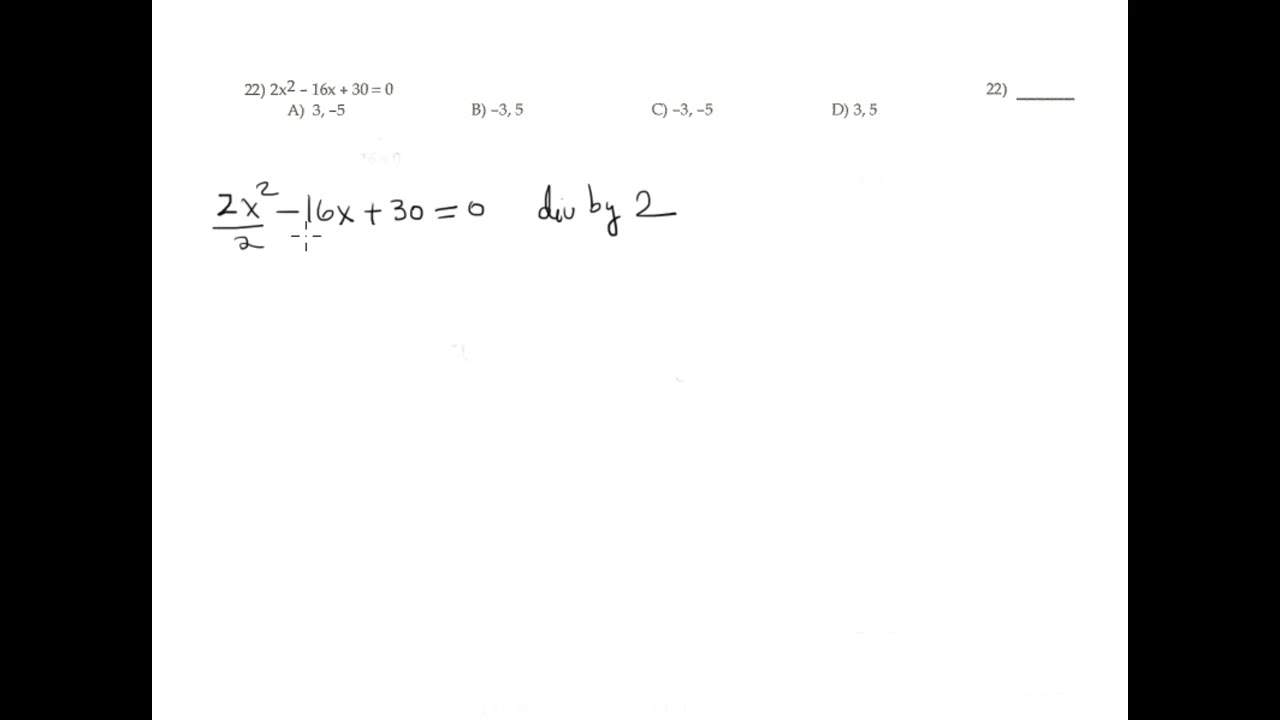 22) 2x² – 16x + 30 = 0 22) ______
A) 3, –5 B) –3, 5 C) –3, –5 D) 3, 5
2x² – 16x + 30 = 0 div by 2
2